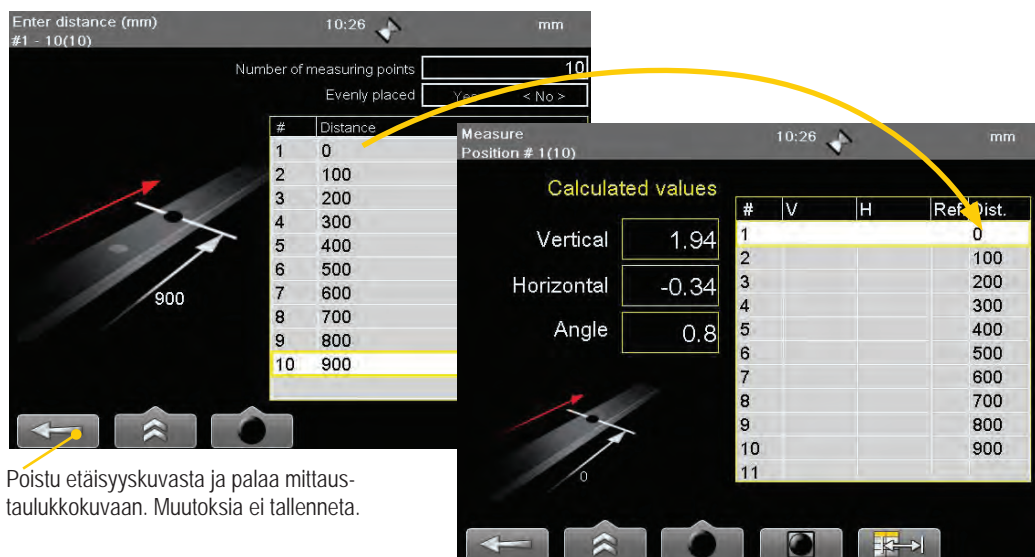 Enter distance (mm)
#1 - 10(10)
10:26
mm
Number of measuring points 10
Evenly placed Yes < No >
# Distance
1 0
2 100
3 200
4 300
5 400
6 500
7 600
8 700
9 800
10 900
900
Poistu etäisyyskuvasta ja palaa mittaus-
taulukkokuvaan. Muutoksia ei tallenneta.
Measure
Position # 1(10)
10:26
mm
Calculated values
Vertical 1.94
Horizontal -0.34
Angle 0.8
# V H Ref Dist.
1 0
2 100
3 200
4 300
5 400
6 500
7 600
8 700
9 800
10 900
11
0